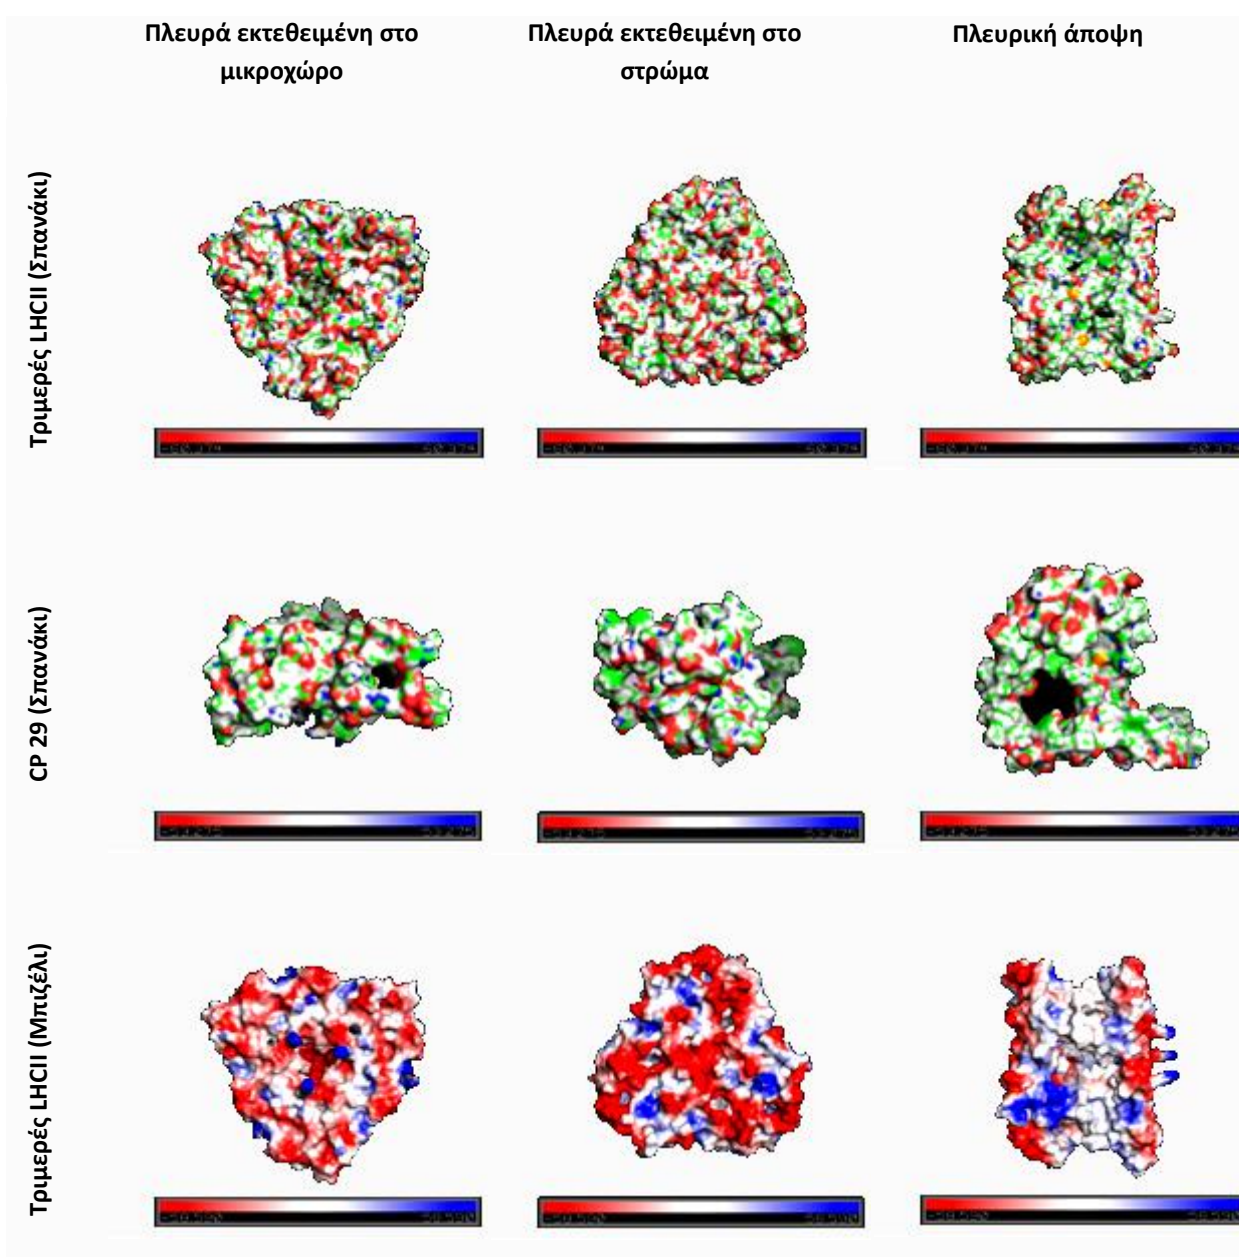 Πλευρά εκτεθειμένη στο
μικροχώρο
Πλευρά εκτεθειμένη στο
στρώμα
Πλευρική άποψη
Τριμερές LHCII (Σπανάκι)
CP 29 (Σπανάκι)
Τριμερές LHCII (Μπιζέλι)